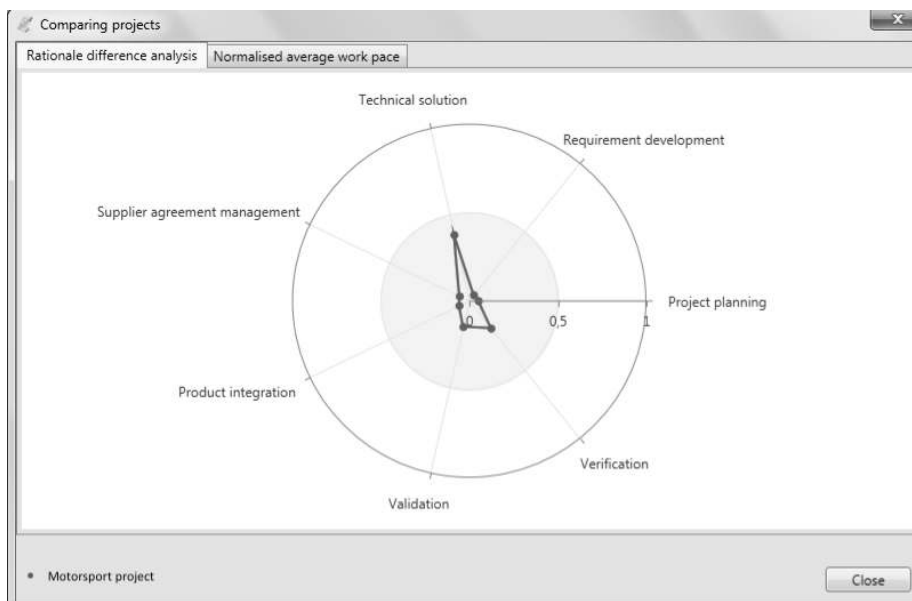 Comparing projects
x
Rationale difference analysis
Normalised average work pace
Technical solution
Requirement development
Supplier agreement management
Project planning
0
0,5
1
Product integration
Verification
Validation
Motorsport project
Close